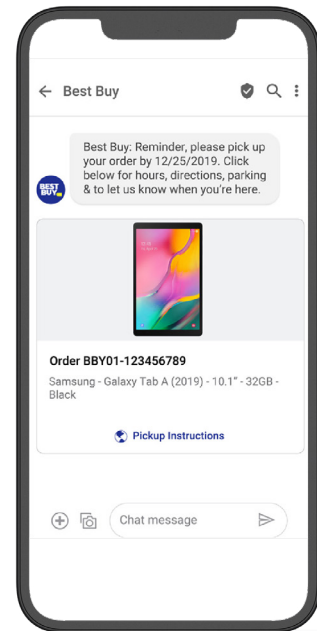 Best Buy
Best Buy: Reminder, please pick up
your order by 12/25/2019. Click
below for hours, directions, parking
& to let us know when you're here.
BEST
BUY
Order BBY01-123456789
Samsung - Galaxy Tab A (2019) - 10.1" - 32GB -
Black
Pickup Instructions
Chat message